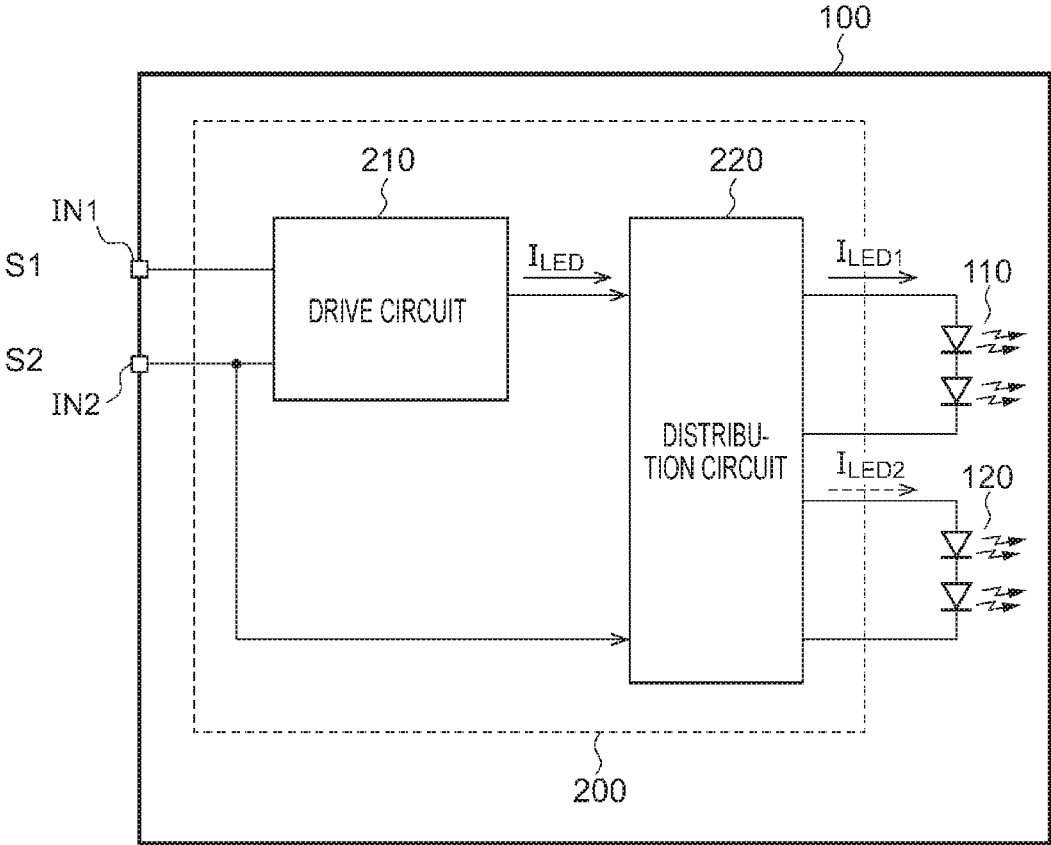 100
210
220
IN1
S1
S2
IN2
DRIVE CIRCUIT
I_LED
DISTRIBU-
TION CIRCUIT
I_LED1
110
I_LED2
120
200